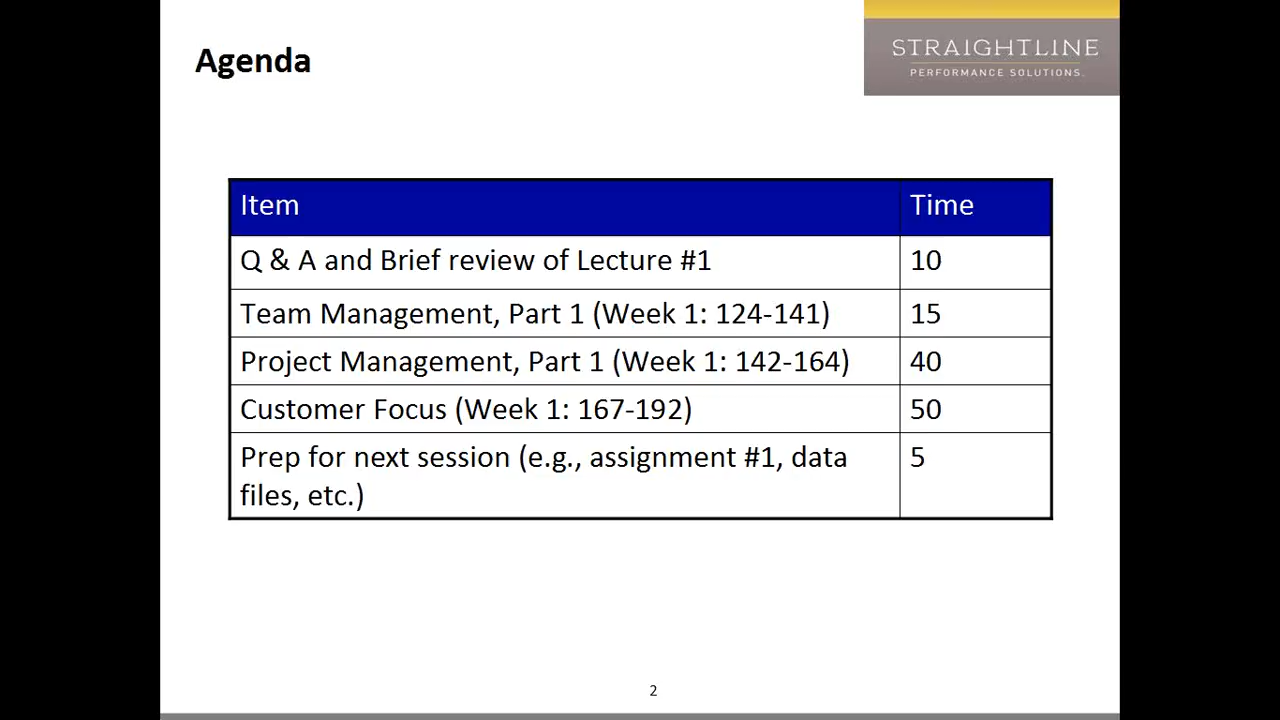 Agenda
STRAIGHTLINE
PERFORMANCE SOLUTIONS.
Item Time
Q & A and Brief review of Lecture #1 10
Team Management, Part 1 (Week 1: 124-141) 15
Project Management, Part 1 (Week 1: 142-164) 40
Customer Focus (Week 1: 167-192) 50
Prep for next session (e.g., assignment #1, data 5
files, etc.)
2